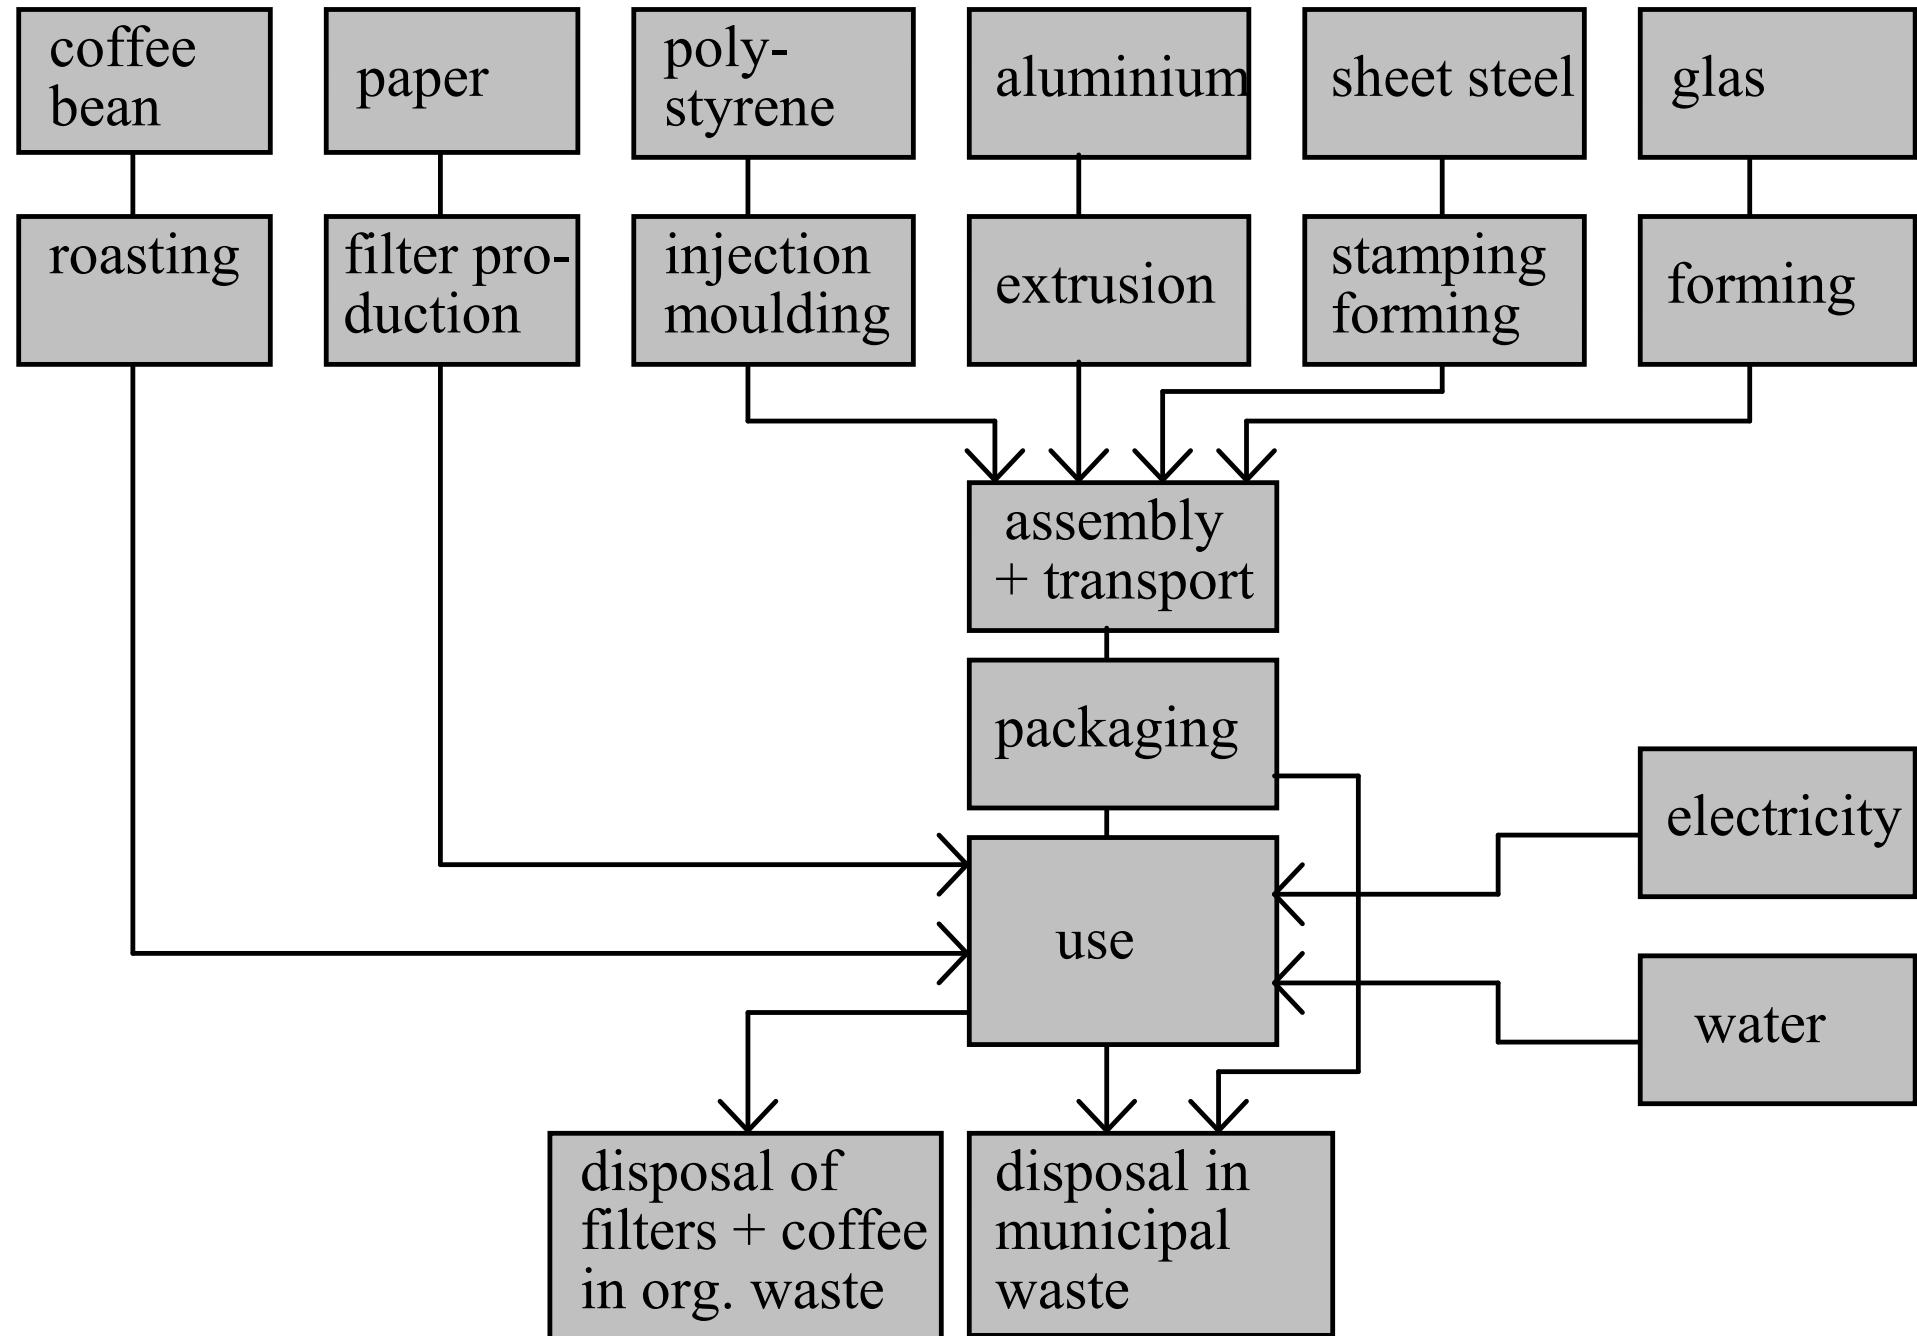 coffee
bean
paper
poly-
styrene
aluminium
sheet steel
glas
roasting
filter pro-
duction
injection
moulding
extrusion
stamping
forming
forming
assembly
+ transport
packaging
electricity
use
water
disposal of
filters + coffee
in org. waste
disposal in
municipal
waste